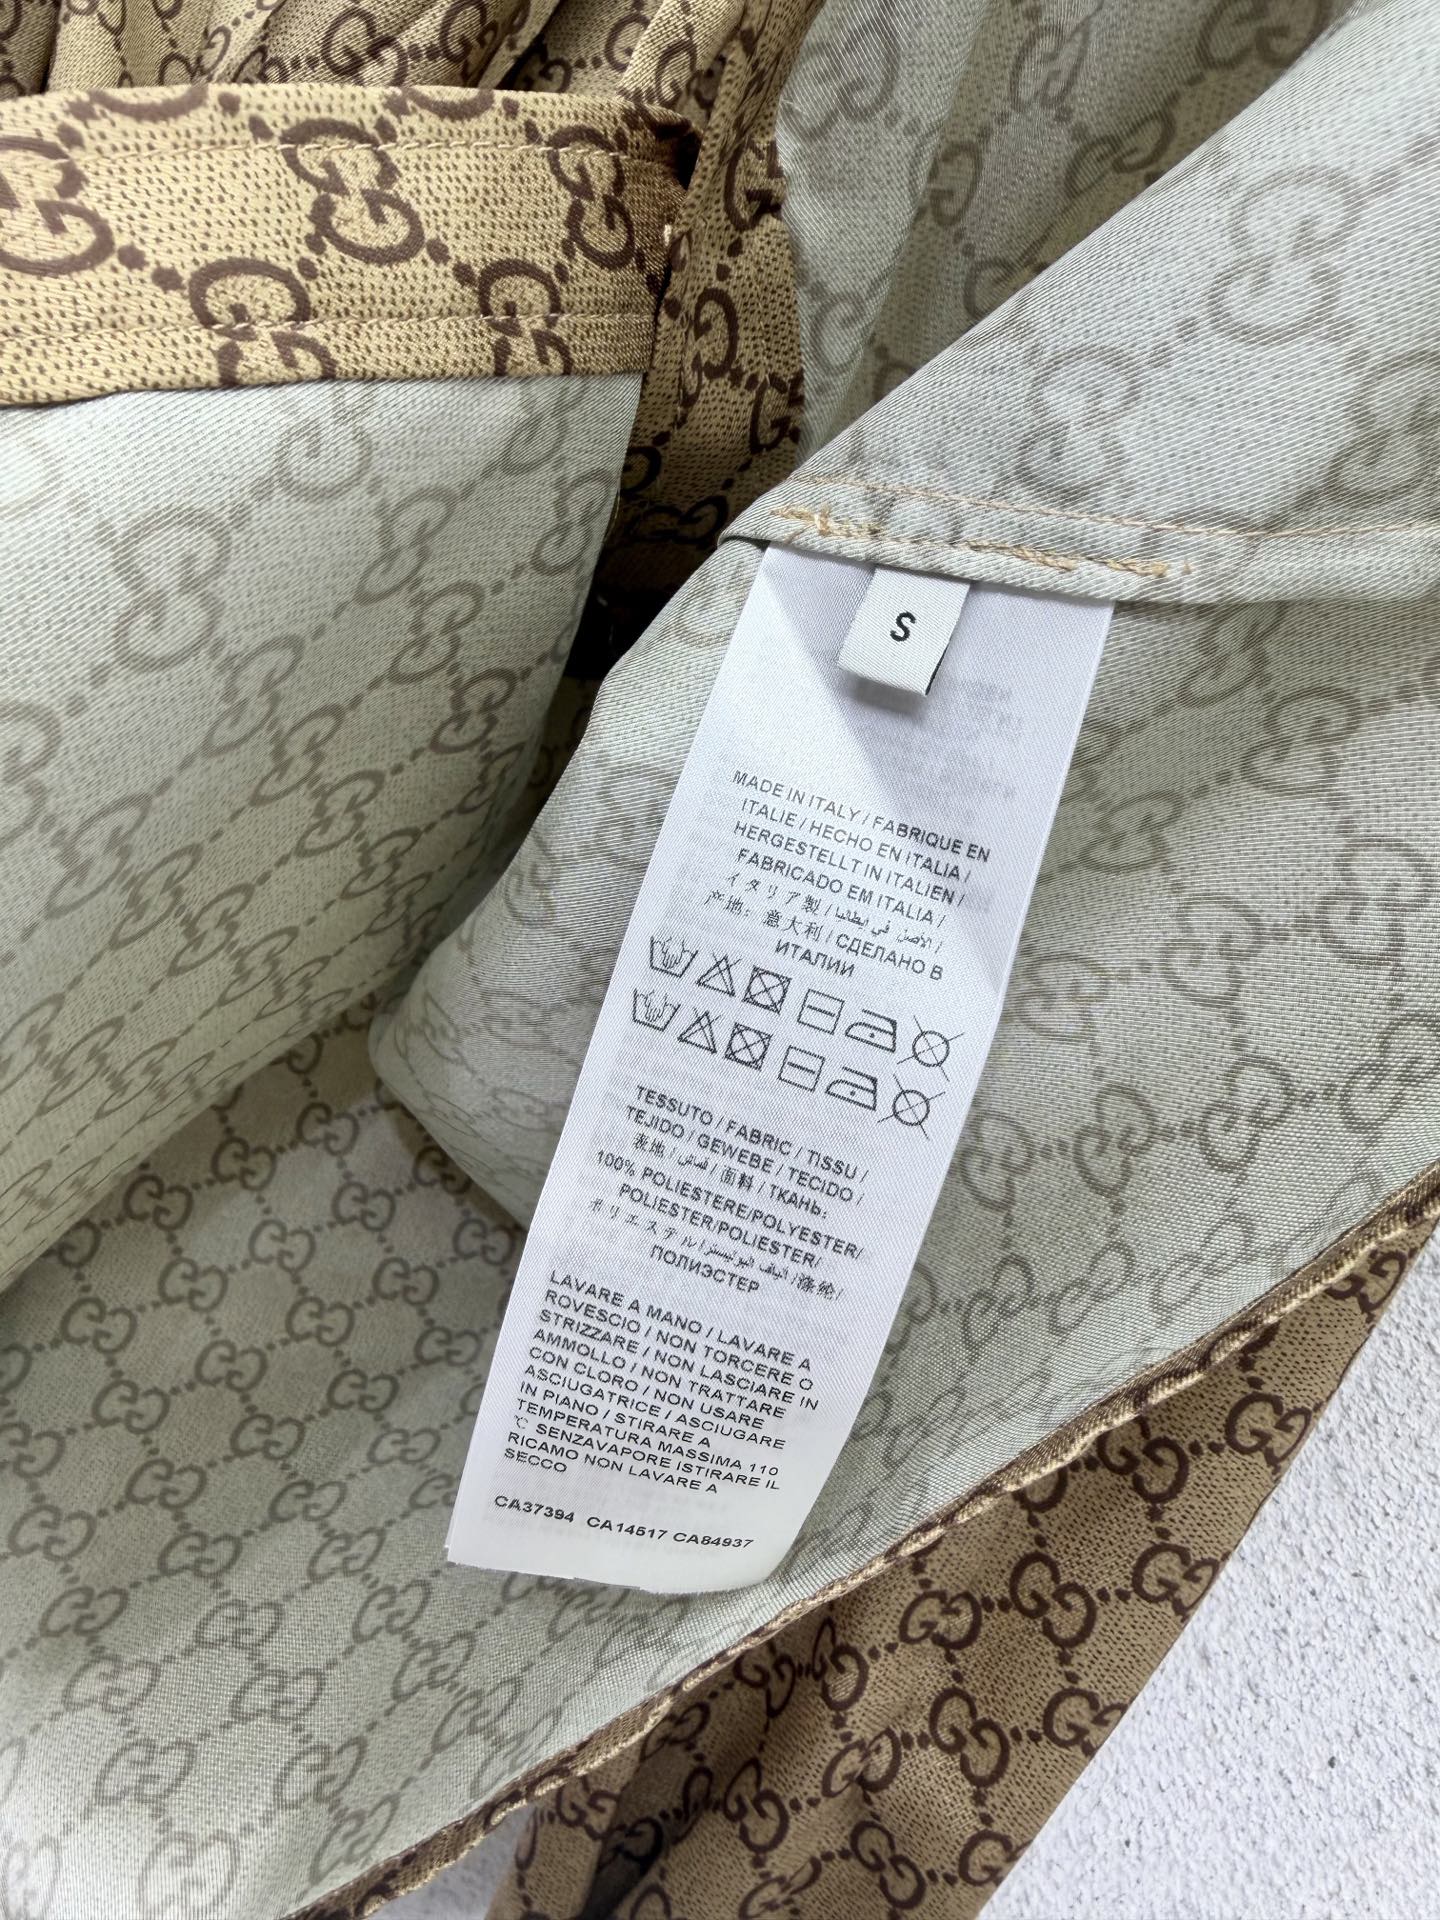 S
MADE IN ITALY / FABRIQUE EN
ITALIE / HECHO EN ITALIA /
HERGESTELLT IN ITALIEN /
FABRICADO EM ITALIA /
イタリア製 / الأصل في إيطاليا /
产地: 意大利 / СДЕЛАНО В
ИТАЛИИ
TESSUTO / FABRIC / TISSU /
TEJIDO / GEWEBE / TECIDO /
表地 / قماش / 面料 / ТКАНЬ:
100% POLIESTERE/POLYESTER/
POLIESTER/POLIESTER/
ポリエステル / الياف البوليستر / 涤纶/
ПОЛИЭСТЕР
LAVARE A MANO / LAVARE A
ROVESCIO / NON TORCERE O
STRIZZARE / NON LASCIARE IN
AMMOLLO / NON TRATTARE
CON CLORO / NON USARE
ASCIUGATRICE / ASCIUGARE
IN PIANO / STIRARE A
TEMPERATURA MASSIMA 110
℃ SENZAVAPORE ISTIRARE IL
RICAMO NON LAVARE A
SECCO
CA37394 CA14517 CA84937